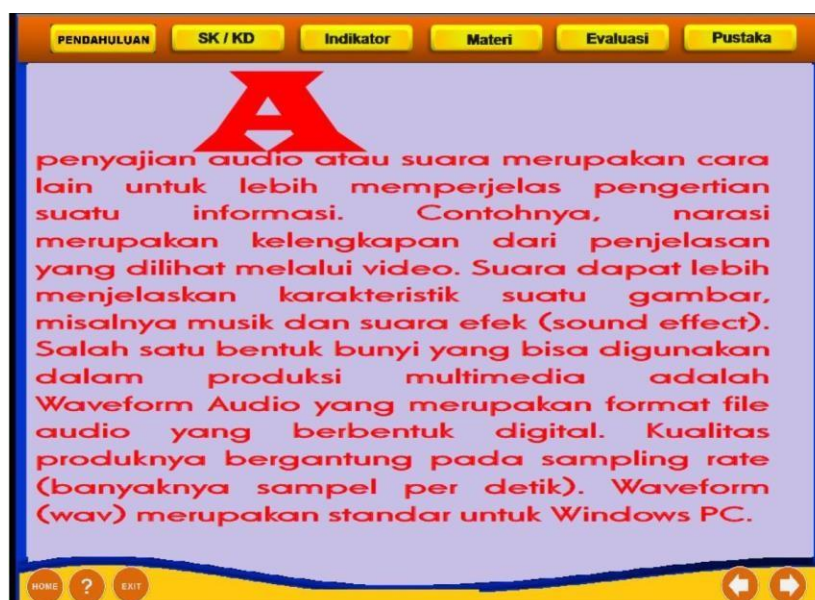 PENDAHULUAN SK / KD Indikator Materi Evaluasi Pustaka
A
penyajian audio atau suara merupakan cara
lain untuk lebih memperjelas pengertian
suatu informasi. Contohnya, narasi
merupakan kelengkapan dari penjelasan
yang dilihat melalui video. Suara dapat lebih
menjelaskan karakteristik suatu gambar,
misalnya musik dan suara efek (sound effect).
Salah satu bentuk bunyi yang bisa digunakan
dalam produksi multimedia adalah
Waveform Audio yang merupakan format file
audio yang berbentuk digital. Kualitas
produknya bergantung pada sampling rate
(banyaknya sampel per detik). Waveform
(wav) merupakan standar untuk Windows PC.
HOME ? EXIT